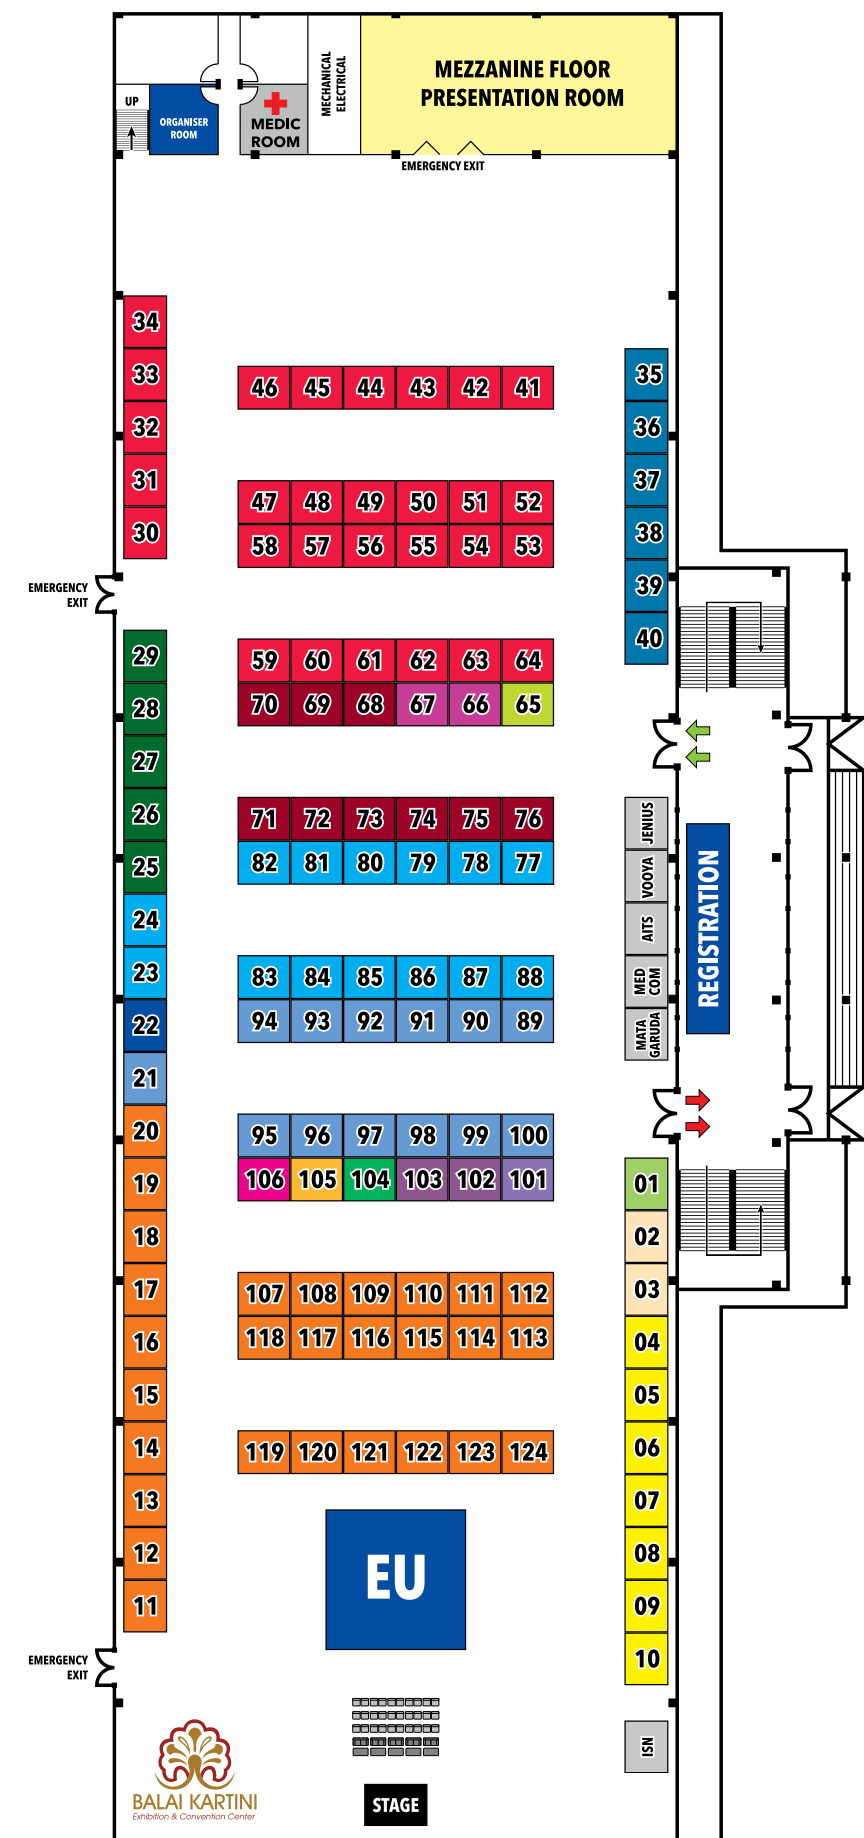 MEZZANINE FLOOR
PRESENTATION ROOM
MECHANICAL
ELECTRICAL
UP
ORGANISER
ROOM
MEDIC
ROOM
EMERGENCY EXIT
34
33
32
31
30
46 45 44 43 42 41
35
36
37
38
39
40
47 48 49 50 51 52
58 57 56 55 54 53
EMERGENCY
EXIT
59 60 61 62 63 64
70 69 68 67 66 65
29
28
27
26
25
24
23
22
21
20
19
18
17
16
15
14
13
12
11
71 72 73 74 75 76
82 81 80 79 78 77
83 84 85 86 87 88
94 93 92 91 90 89
95 96 97 98 99 100
106 105 104 103 102 101
107 108 109 110 111 112
118 117 116 115 114 113
119 120 121 122 123 124
JENIUS
VOOYA
AITS
MED
COM
MATA
GARUDA
REGISTRATION
01
02
03
04
05
06
07
08
09
10
EU
EMERGENCY
EXIT
ISN
STAGE
BALAI KARTINI
Exhibition & Convention Center